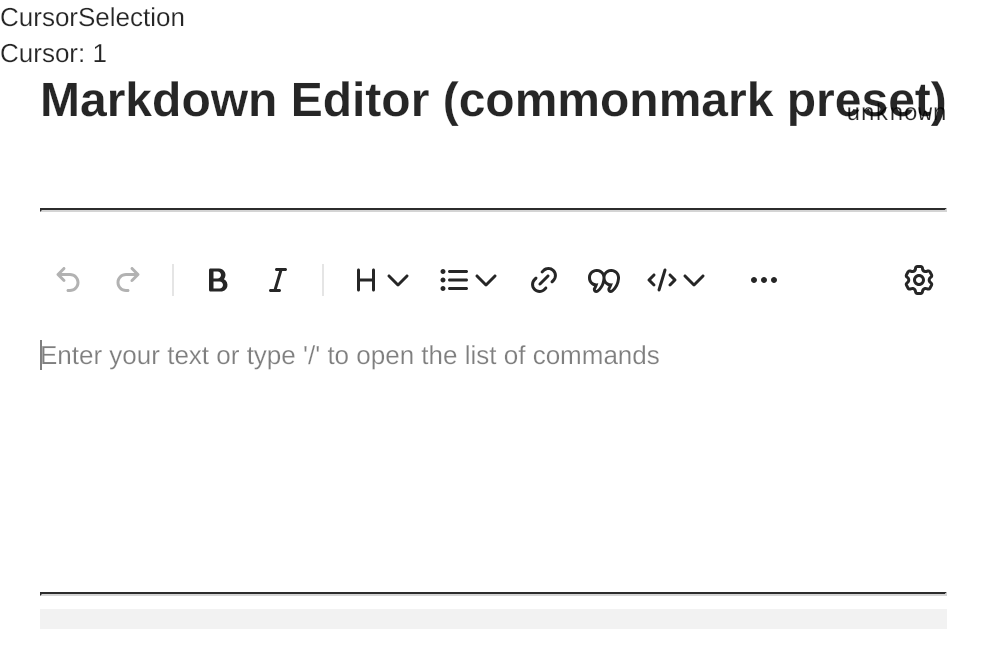 CursorSelection
Cursor: 1
Markdown Editor (commonmark preset)
unknown
Enter your text or type '/' to open the list of commands